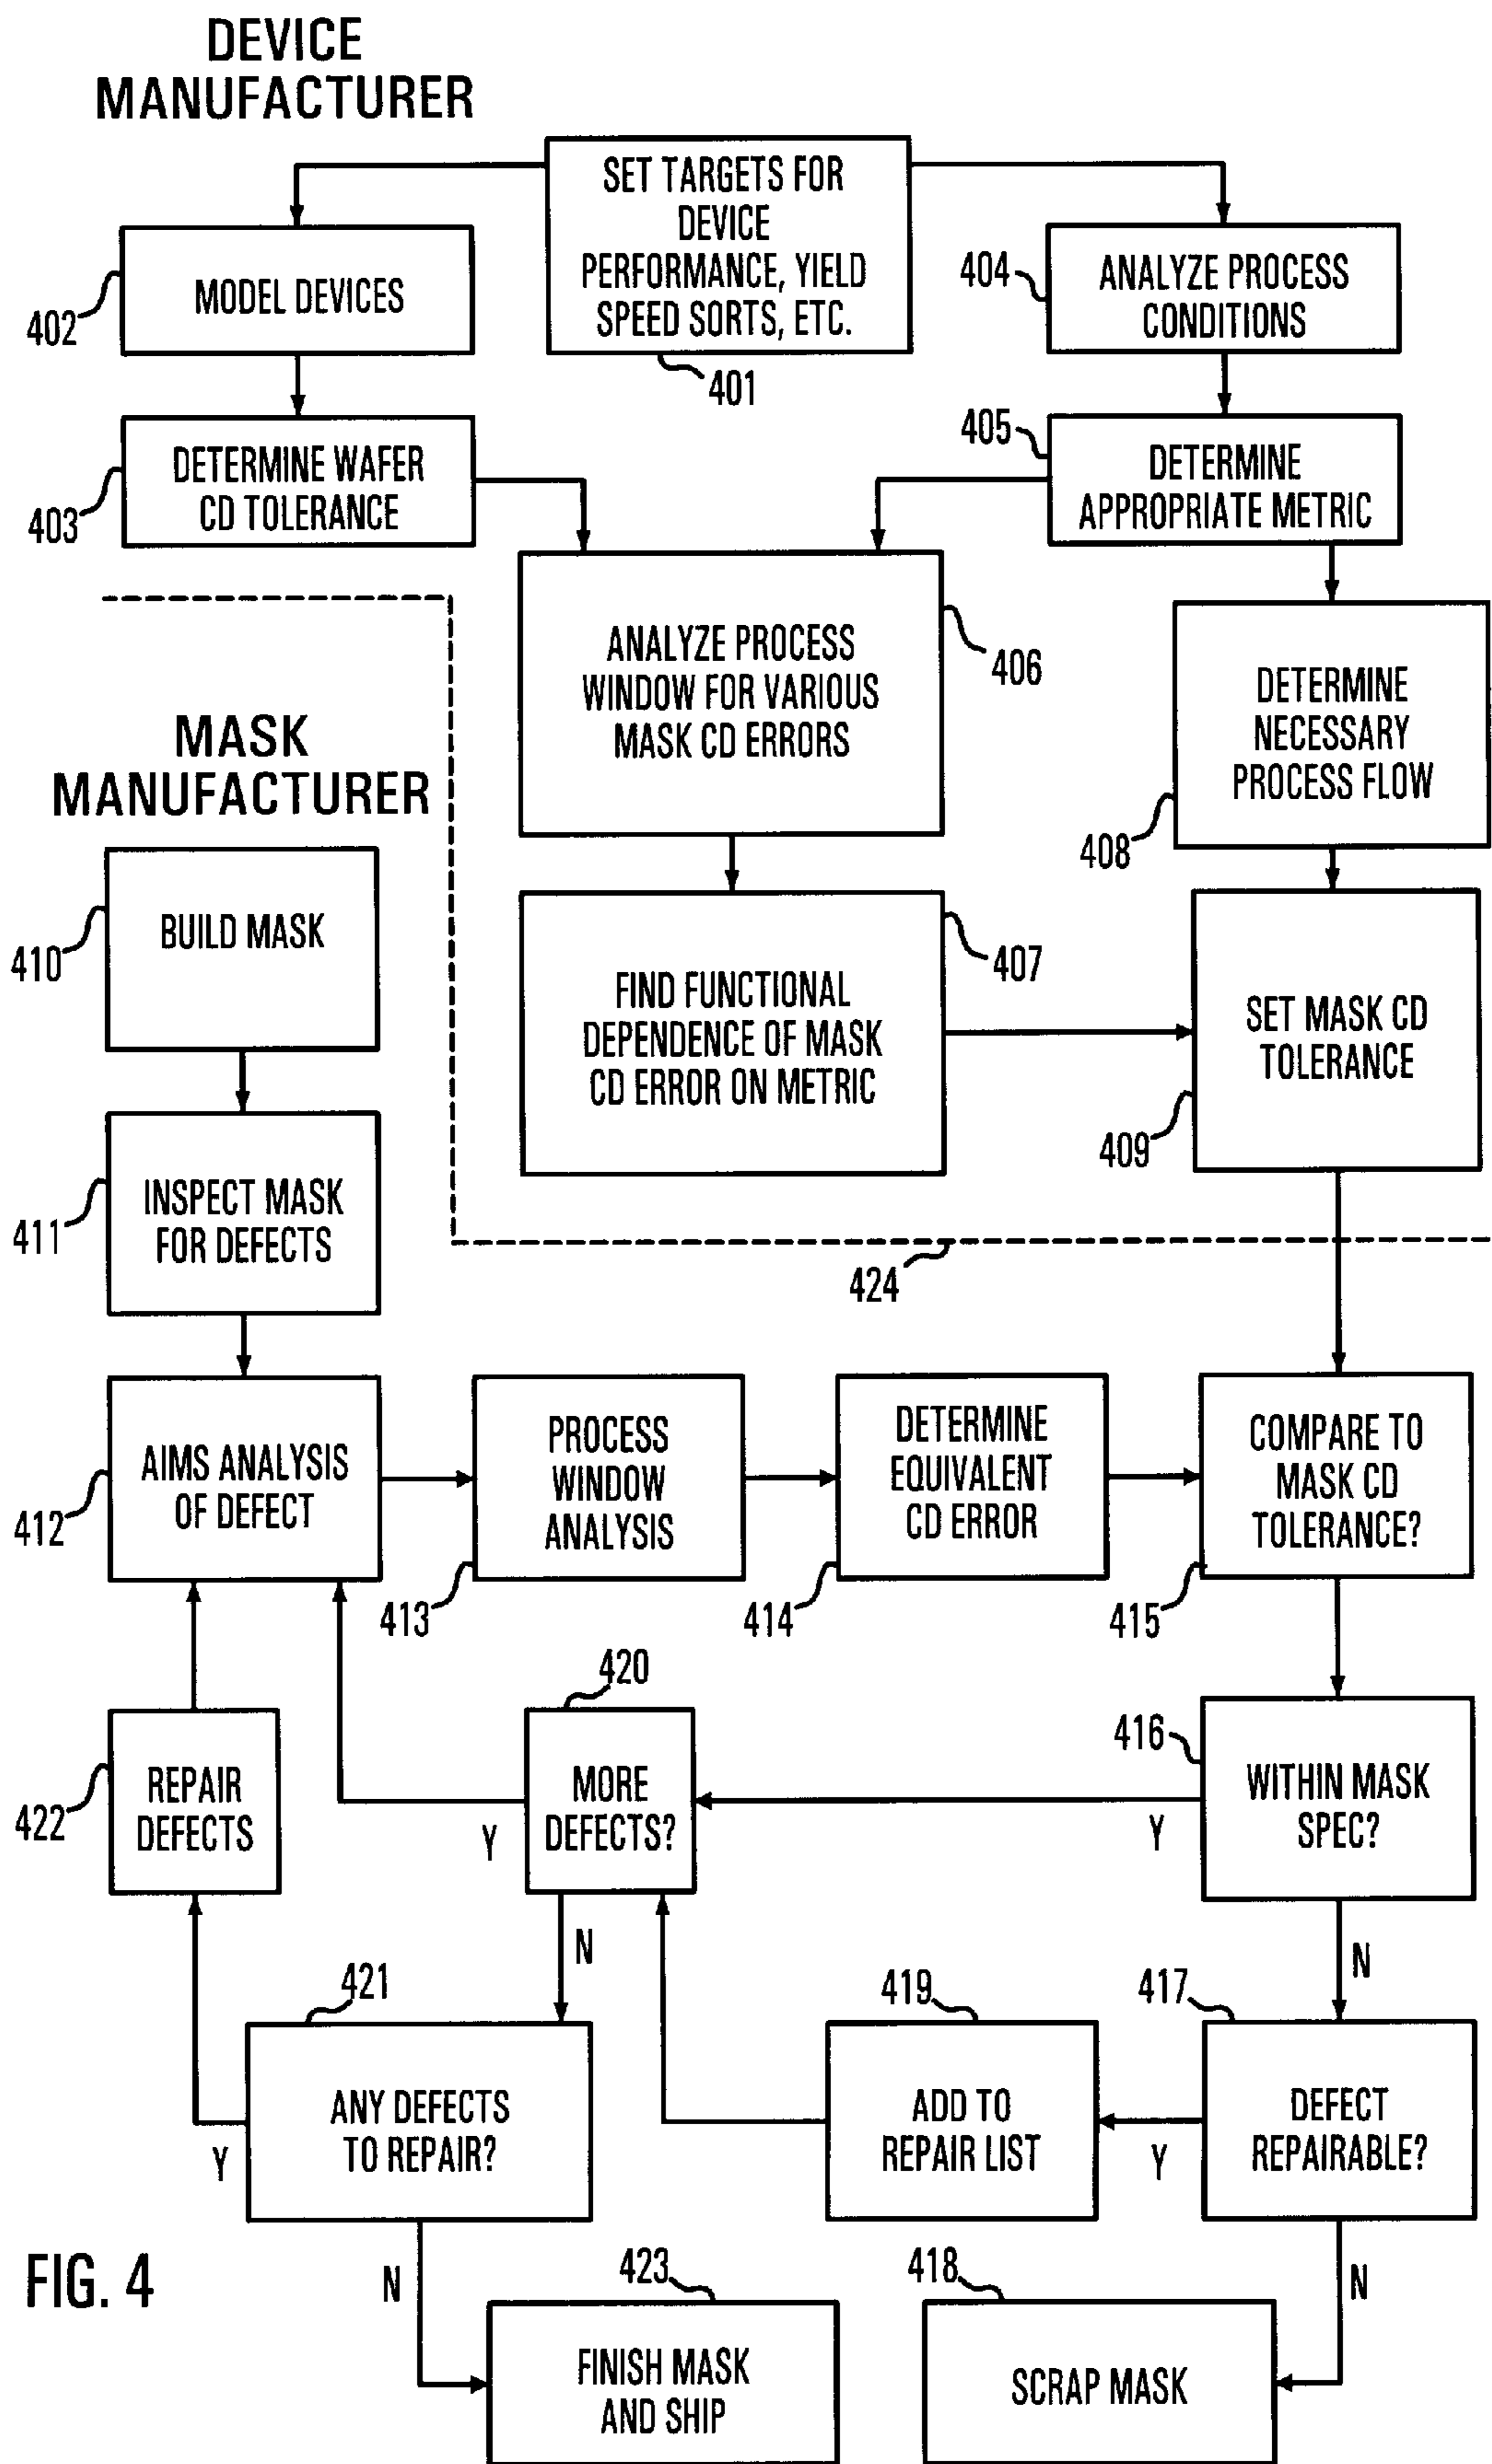 DEVICE
MANUFACTURER
SET TARGETS FOR
DEVICE
PERFORMANCE, YIELD
SPEED SORTS, ETC.
401
MODEL DEVICES
402
404
ANALYZE PROCESS
CONDITIONS
DETERMINE WAFER
CD TOLERANCE
403
405
DETERMINE
APPROPRIATE METRIC
ANALYZE PROCESS
WINDOW FOR VARIOUS
MASK CD ERRORS
406
DETERMINE
NECESSARY
PROCESS FLOW
408
MASK
MANUFACTURER
BUILD MASK
410
FIND FUNCTIONAL
DEPENDENCE OF MASK
CD ERROR ON METRIC
407
SET MASK CD
TOLERANCE
409
INSPECT MASK
FOR DEFECTS
411
424
AIMS ANALYSIS
OF DEFECT
412
PROCESS
WINDOW
ANALYSIS
413
DETERMINE
EQUIVALENT
CD ERROR
414
COMPARE TO
MASK CD
TOLERANCE?
415
420
REPAIR
DEFECTS
422
MORE
DEFECTS?
Y
N
416
WITHIN MASK
SPEC?
Y
N
421
ANY DEFECTS
TO REPAIR?
Y
N
419
ADD TO
REPAIR LIST
417
DEFECT
REPAIRABLE?
Y
N
423
FINISH MASK
AND SHIP
418
SCRAP MASK
FIG. 4